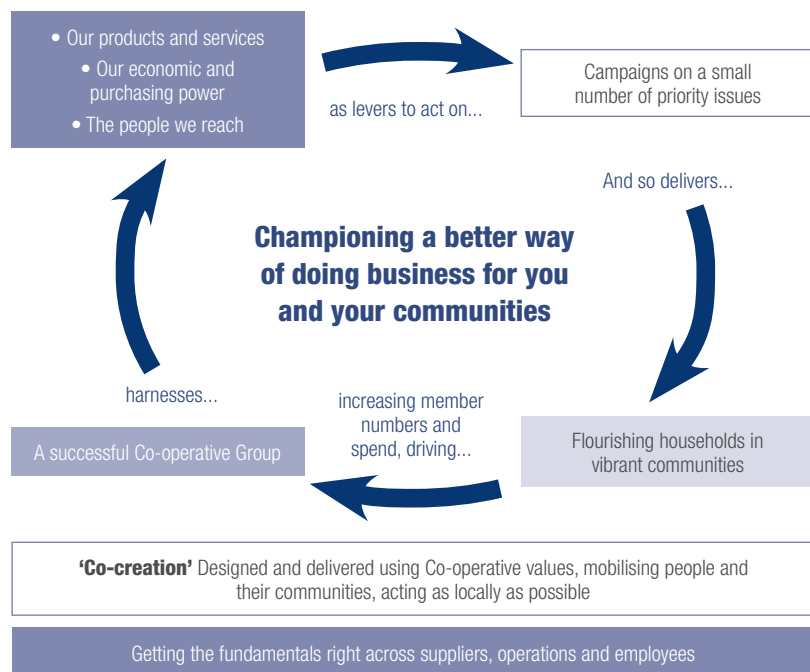 • Our products and services
• Our economic and
purchasing power
• The people we reach
as levers to act on...
Campaigns on a small
number of priority issues
And so delivers...
Championing a better way
of doing business for you
and your communities
harnesses...
increasing member
numbers and
spend, driving...
A successful Co-operative Group
Flourishing households in
vibrant communities
‘Co-creation’ Designed and delivered using Co-operative values, mobilising people and
their communities, acting as locally as possible
Getting the fundamentals right across suppliers, operations and employees